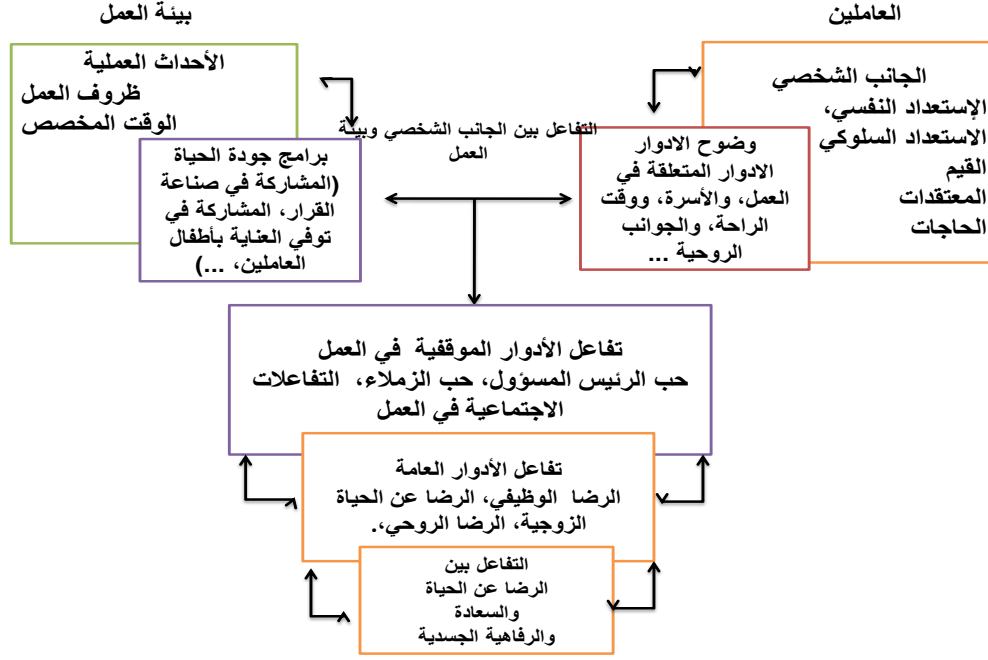 العاملين
بيئة العمل
الجانب الشخصي
الإستعداد النفسي،
الاستعداد السلوكي
القيم
المعتقدات
الحاجات
وضوح الادوار
الادوار المتعلقة في
العمل، والأسرة، ووقت
الراحة، والجوانب
الروحية ...
التفاعل بين الجانب الشخصي وبيئة
العمل
الأحداث العملية
ظروف العمل
الوقت المخصص
برامج جودة الحياة
(المشاركة في صناعة
القرار، المشاركة في
توفي العناية بأطفال
العاملين، ...)
تفاعل الأدوار الموقفية في العمل
حب الرئيس المسؤول، حب الزملاء، التفاعلات
الاجتماعية في العمل
تفاعل الأدوار العامة
الرضا الوظيفي، الرضا عن الحياة
الزوجية، الرضا الروحي،.
التفاعل بين
الرضا عن الحياة
والسعادة
والرفاهية الجسدية